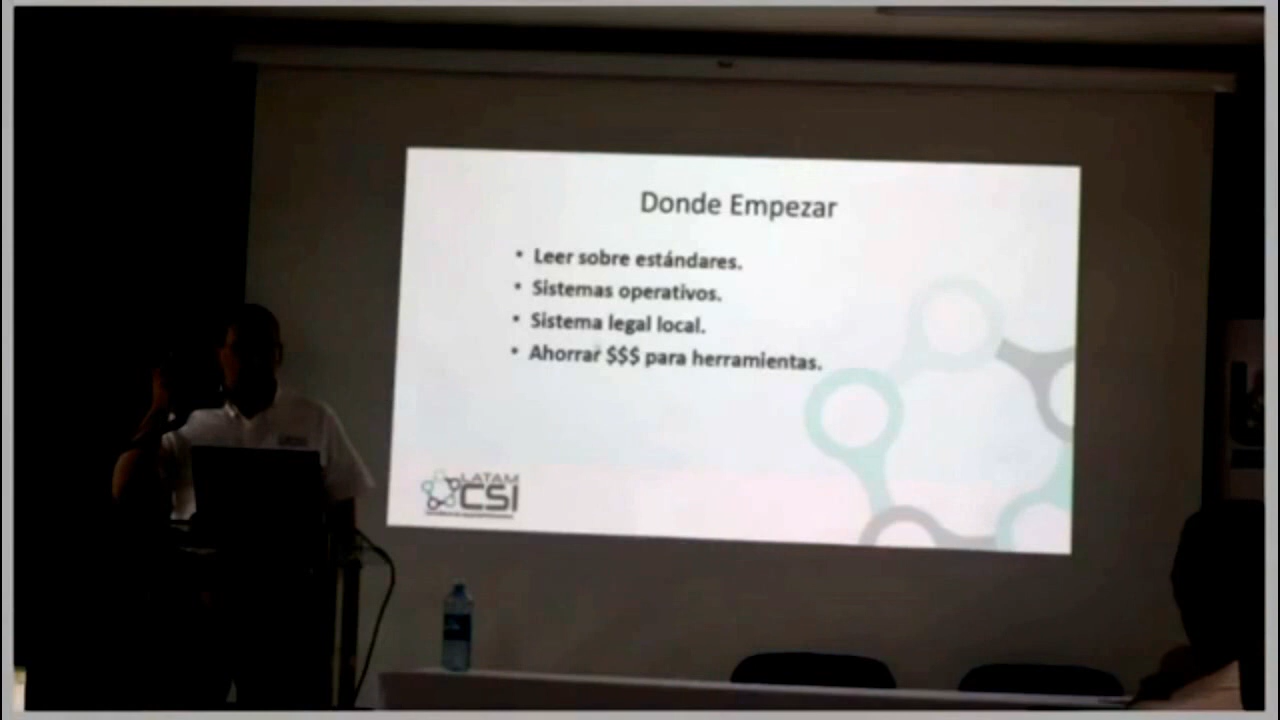 Donde Empezar
• Leer sobre estándares.
• Sistemas operativos.
• Sistema legal local.
• Ahorrar $$$ para herramientas.
LATAM
CSI